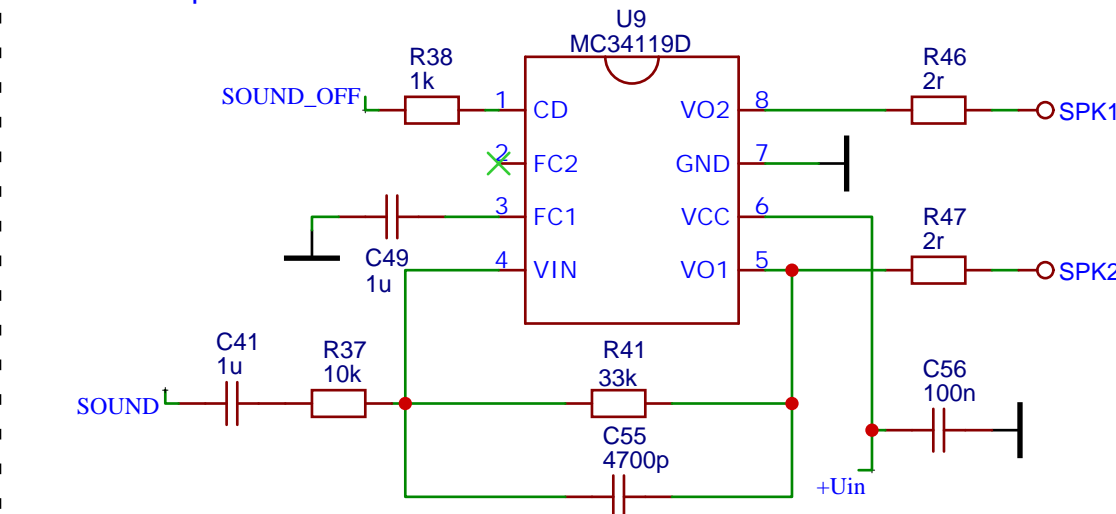 U9
MC34119D
R38
1k
SOUND_OFF
1
CD
VO2
8
R46
2r
SPK1
2
FC2
GND
7
3
FC1
VCC
6
C49
1u
R47
2r
4
VIN
VO1
5
SPK2
C41
1u
R37
10k
R41
33k
SOUND
C55
4700p
C56
100n
+Uin